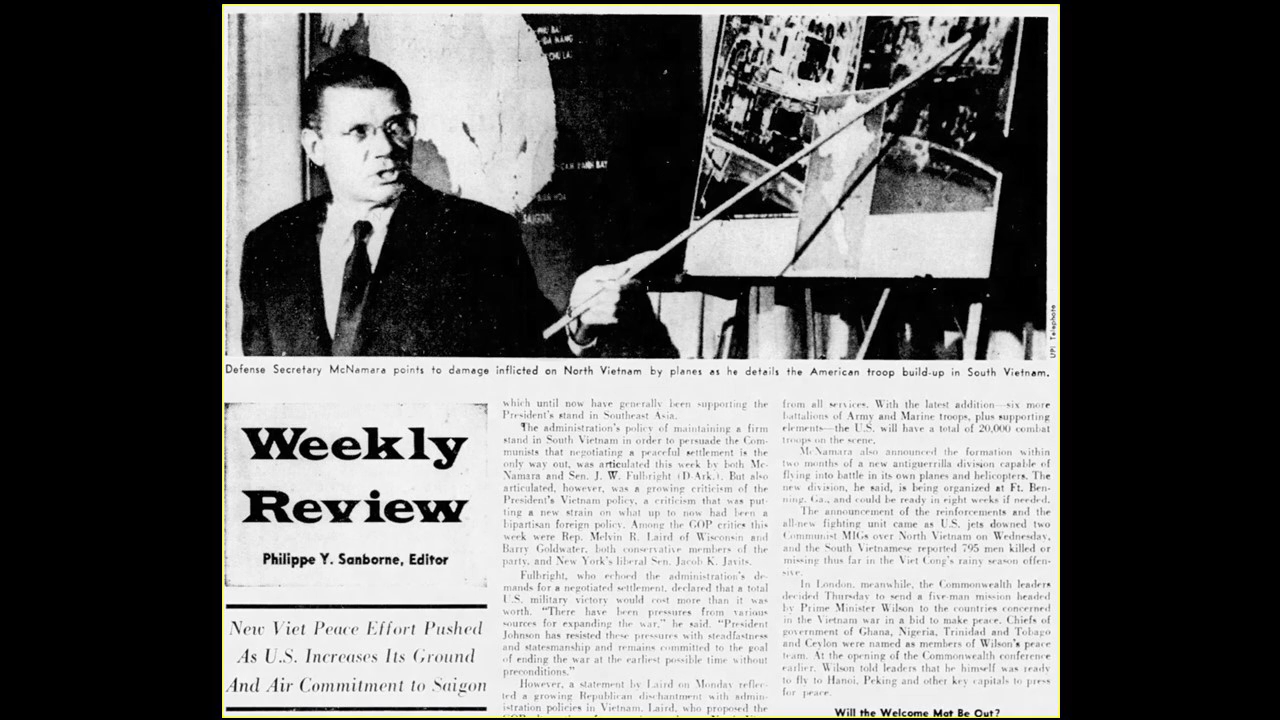 PHU BAI
DA NANG
CHU LAI
CAM RANH BAY
BIEN HOA
SAIGON
UPI Telephoto
Defense Secretary McNamara points to damage inflicted on North Vietnam by planes as he details the American troop build-up in South Vietnam.
Weekly
Review
Philippe Y. Sanborne, Editor
New Viet Peace Effort Pushed
As U.S. Increases Its Ground
And Air Commitment to Saigon
which until now have generally been supporting the
President's stand in Southeast Asia.
The administration's policy of maintaining a firm
stand in South Vietnam in order to persuade the Com-
munists that negotiating a peaceful settlement is the
only way out, was articulated this week by both Mc-
Namara and Sen. J. W. Fulbright (D-Ark.). But also
articulated, however, was a growing criticism of the
President's Vietnam policy, a criticism that was put-
ting a new strain on what up to now had been a
bipartisan foreign policy. Among the GOP critics this
week were Rep. Melvin R. Laird of Wisconsin and
Barry Goldwater, both conservative members of the
party, and New York's liberal Sen. Jacob K. Javits.
Fulbright, who echoed the administration's de-
mands for a negotiated settlement, declared that a total
U.S. military victory would cost more than it was
worth. "There have been pressures from various
sources for expanding the war," he said. "President
Johnson has resisted these pressures with steadfastness
and statesmanship and remains committed to the goal
of ending the war at the earliest possible time without
preconditions."
However, a statement by Laird on Monday reflec-
ted a growing Republican dischantment with admin-
istration policies in Vietnam. Laird, who proposed the
from all services. With the latest addition—six more
battalions of Army and Marine troops, plus supporting
elements—the U.S. will have a total of 20,000 combat
troops on the scene.
McNamara also announced the formation within
two months of a new antiguerrilla division capable of
flying into battle in its own planes and helicopters. The
new division, he said, is being organized at Ft. Ben-
ning, Ga., and could be ready in eight weeks if needed.
The announcement of the reinforcements and the
all-new fighting unit came as U.S. jets downed two
Communist MIGs over North Vietnam on Wednesday,
and the South Vietnamese reported 795 men killed or
missing thus far in the Viet Cong's rainy season offen-
sive.
In London, meanwhile, the Commonwealth leaders
decided Thursday to send a five-man mission headed
by Prime Minister Wilson to the countries concerned
in the Vietnam war in a bid to make peace. Chiefs of
government of Ghana, Nigeria, Trinidad and Tobago
and Ceylon were named as members of Wilson's peace
team. At the opening of the Commonwealth conference
earlier, Wilson told leaders that he himself was ready
to fly to Hanoi, Peking and other key capitals to press
for peace.
Will the Welcome Mat Be Out?